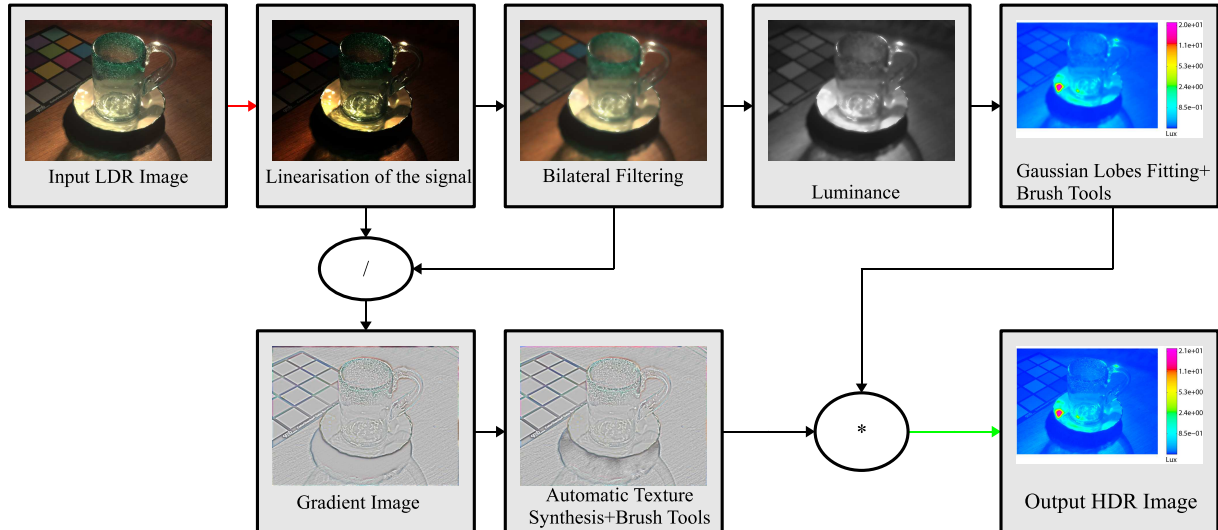 Input LDR Image
Linearisation of the signal
Bilateral Filtering
Luminance
2.0e+01
1.1e+01
5.3e+00
2.4e+00
8.5e−01
Lux
Gaussian Lobes Fitting+
Brush Tools
/
Gradient Image
Automatic Texture
Synthesis+Brush Tools
*
2.1e+01
1.1e+01
5.3e+00
2.4e+00
8.5e−01
Lux
Output HDR Image